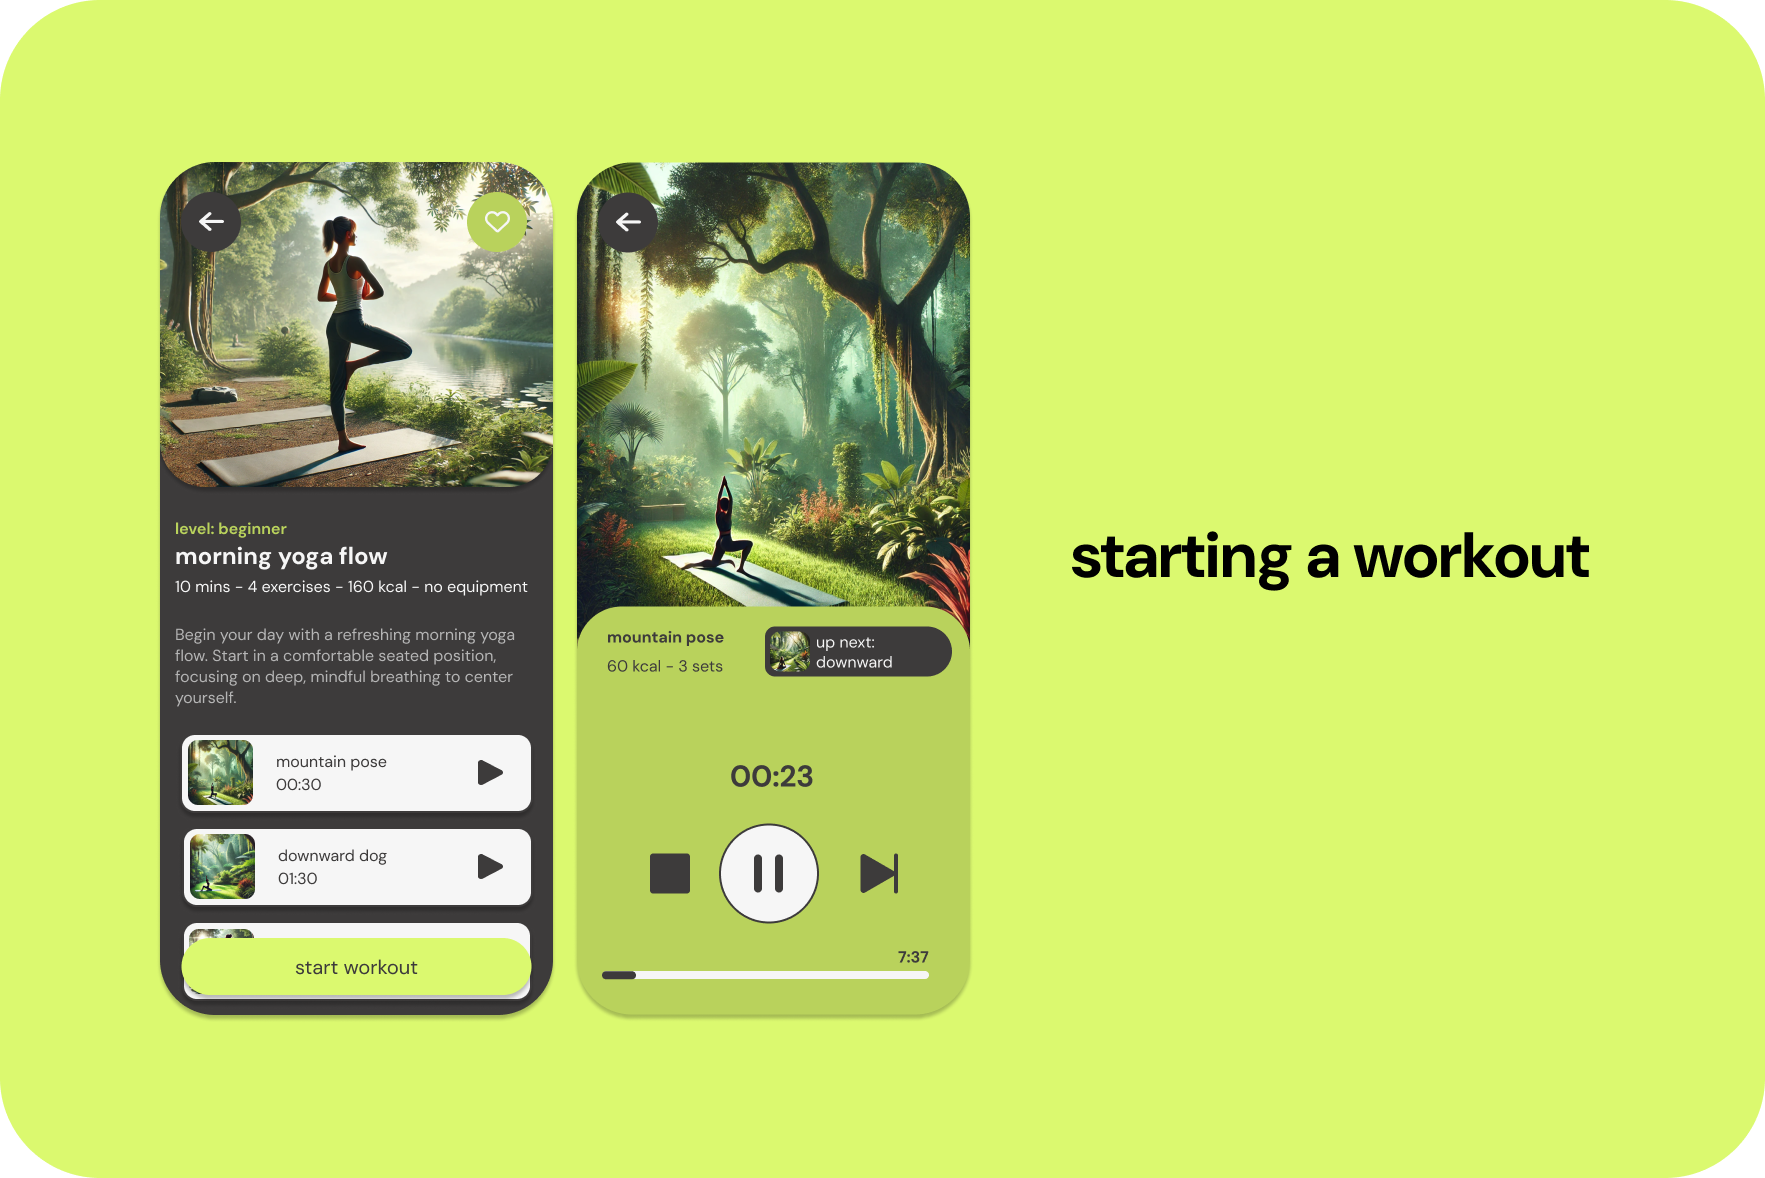 level: beginner
morning yoga flow
10 mins - 4 exercises - 160 kcal - no equipment
Begin your day with a refreshing morning yoga
flow. Start in a comfortable seated position,
focusing on deep, mindful breathing to center
yourself.
mountain pose
00:30
downward dog
01:30
start workout
mountain pose
60 kcal - 3 sets
up next:
downward
00:23
7:37
starting a workout